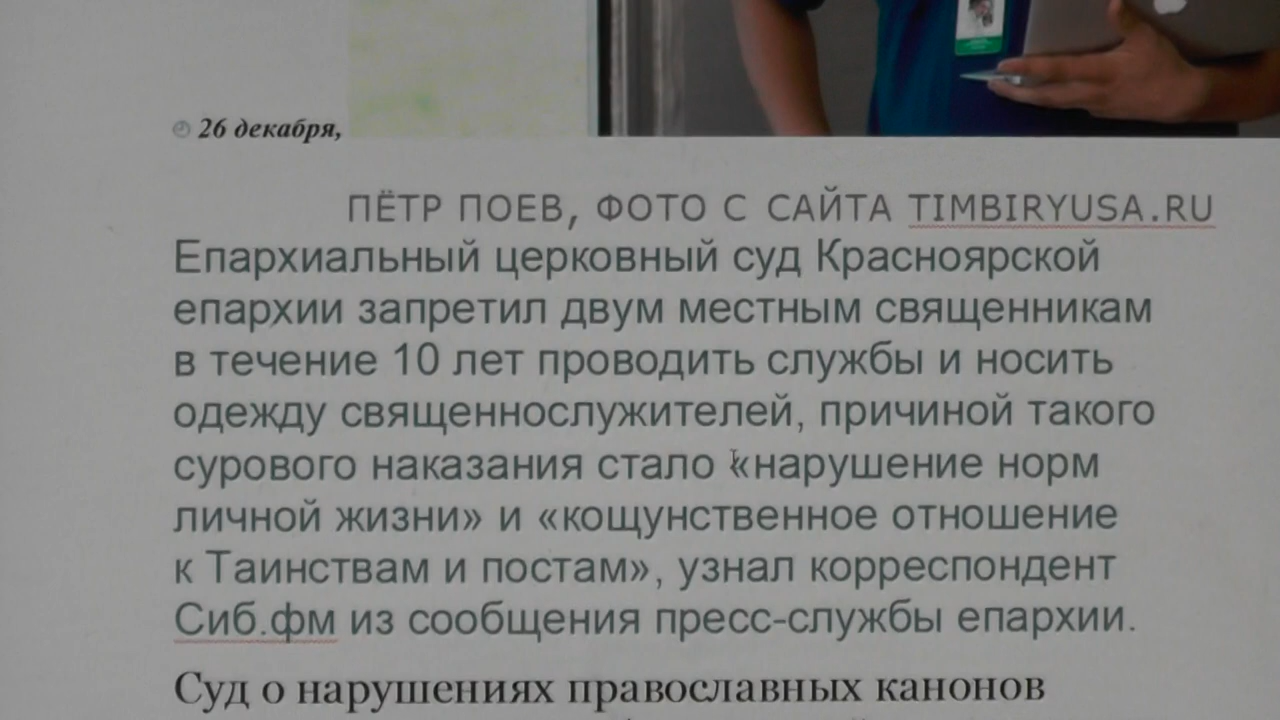 26 декабря,
ПЁТР ПОЕВ, ФОТО С САЙТА TIMBIRYUSA.RU
Епархиальный церковный суд Красноярской
епархии запретил двум местным священникам
в течение 10 лет проводить службы и носить
одежду священнослужителей, причиной такого
сурового наказания стало «нарушение норм
личной жизни» и «кощунственное отношение
к Таинствам и постам», узнал корреспондент
Сиб.фм из сообщения пресс-службы епархии.
Суд о нарушениях православных канонов